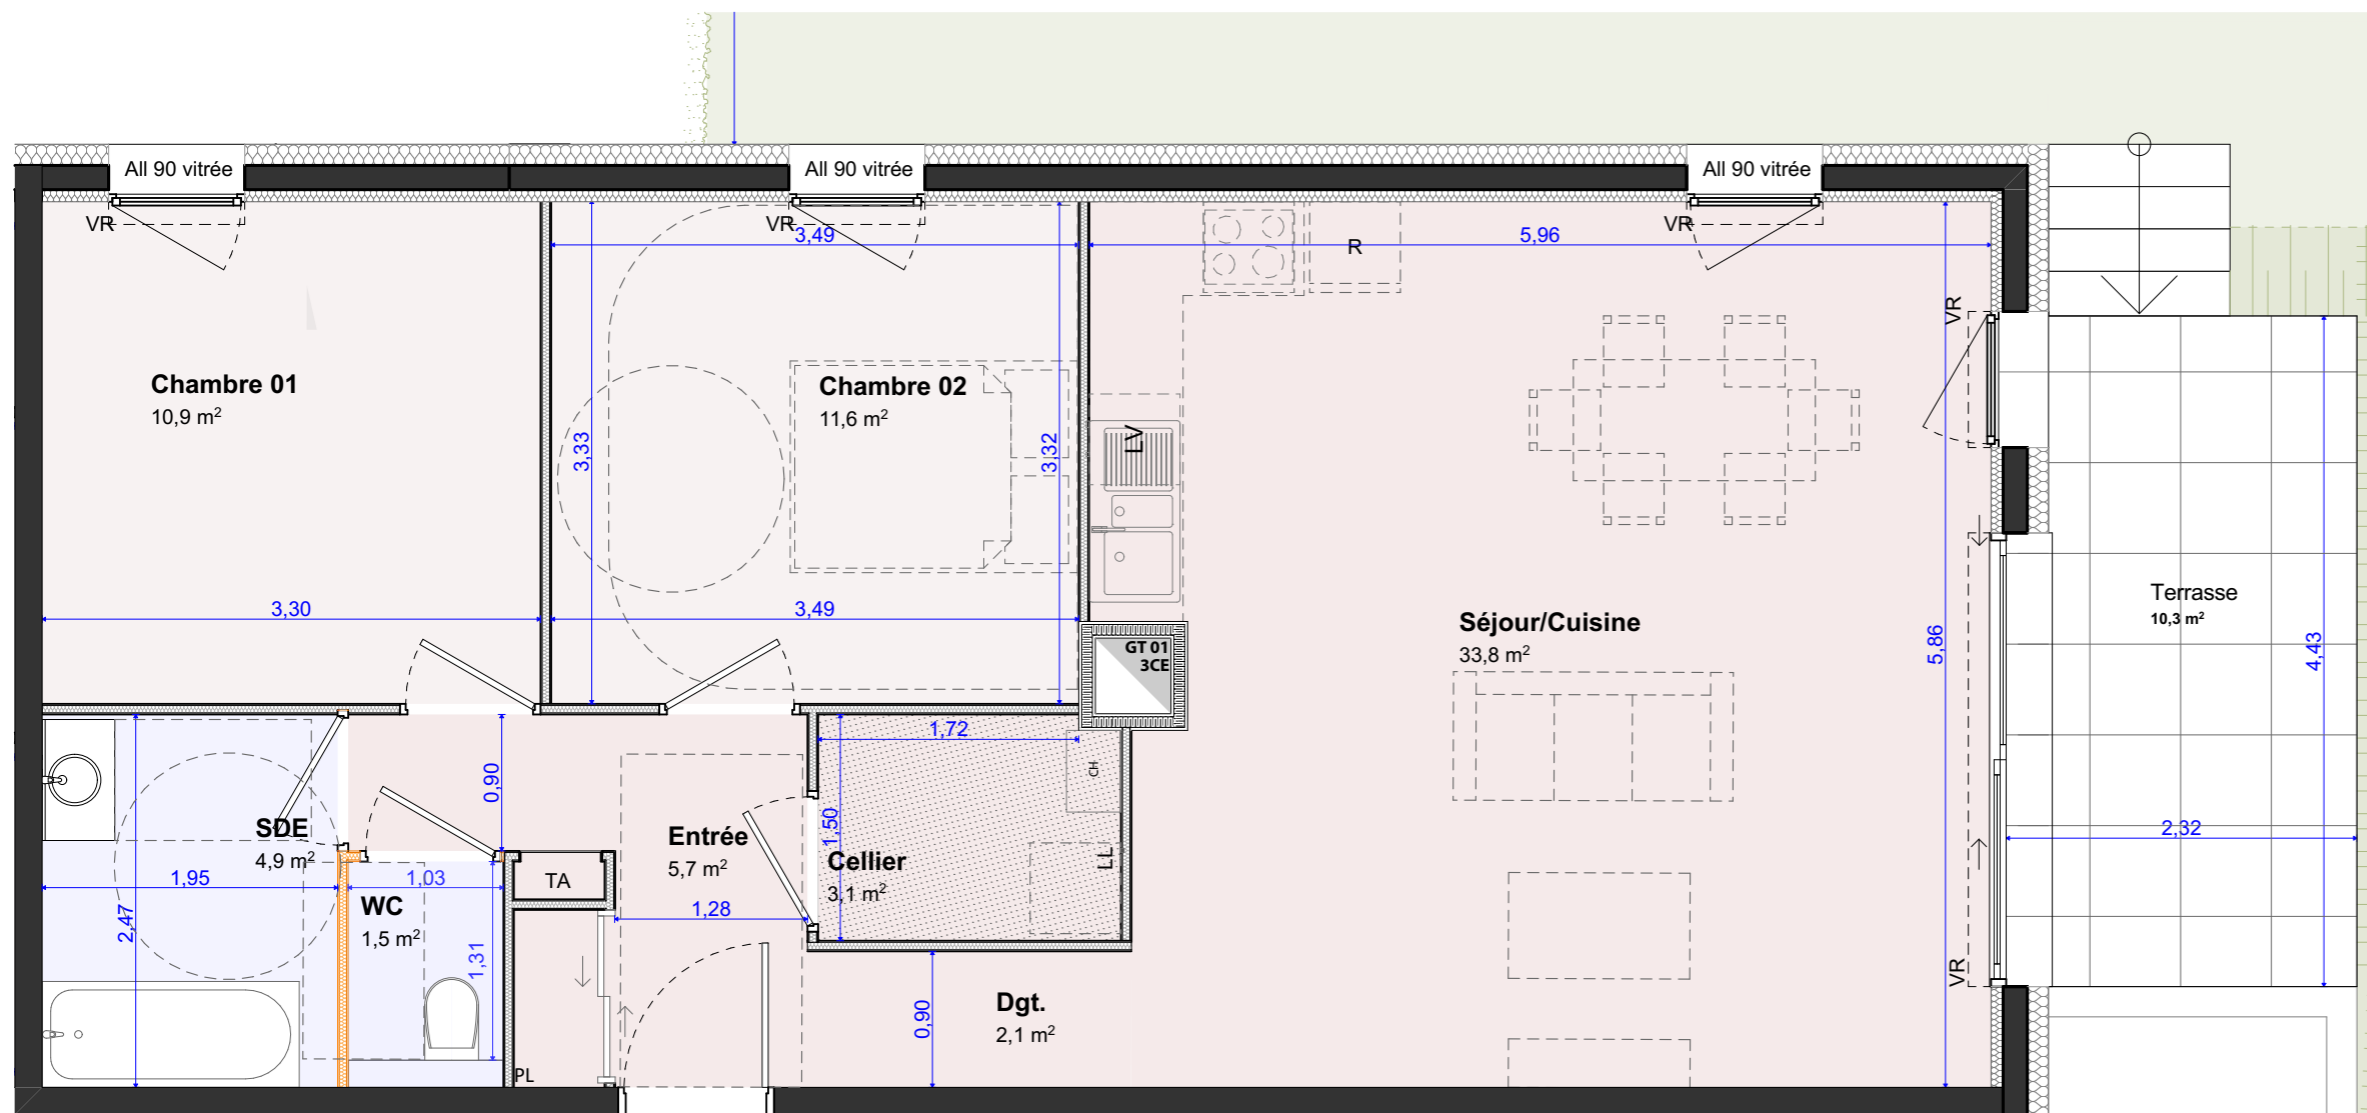 All 90 vitrée
All 90 vitrée
All 90 vitrée
VR
VR
VR
3,49
5,96
R
VR
Chambre 01
10,9 m²
Chambre 02
11,6 m²
3,33
3,32
LV
3,30
3,49
Séjour/Cuisine
33,8 m²
5,86
Terrasse
10,3 m²
4,43
GT 01
3CE
1,72
CH
0,90
1,50
SDE
4,9 m²
Entrée
5,7 m²
Cellier
3,1 m²
LL
2,32
1,95
1,03
TA
WC
1,5 m²
1,28
2,47
1,31
VR
0,90
Dgt.
2,1 m²
PL